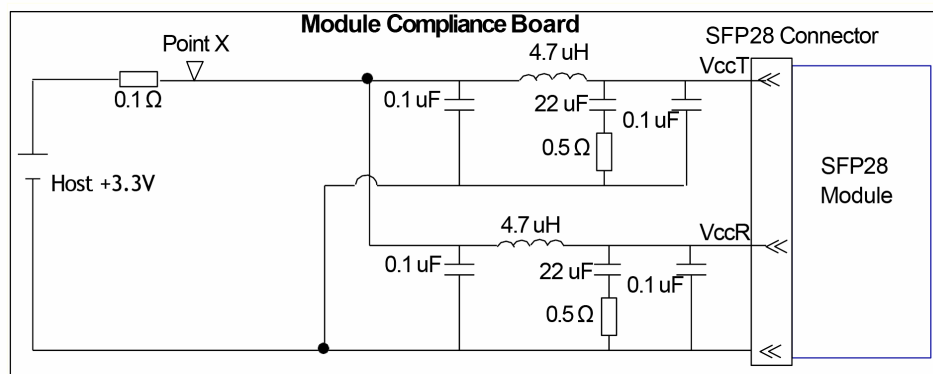 Module Compliance Board
Point X
4.7 uH
SFP28 Connector
VccT
0.1 Ω
0.1 uF
22 uF
0.1 uF
0.5 Ω
Host +3.3V
SFP28
Module
4.7 uH
VccR
0.1 uF
22 uF
0.1 uF
0.5 Ω